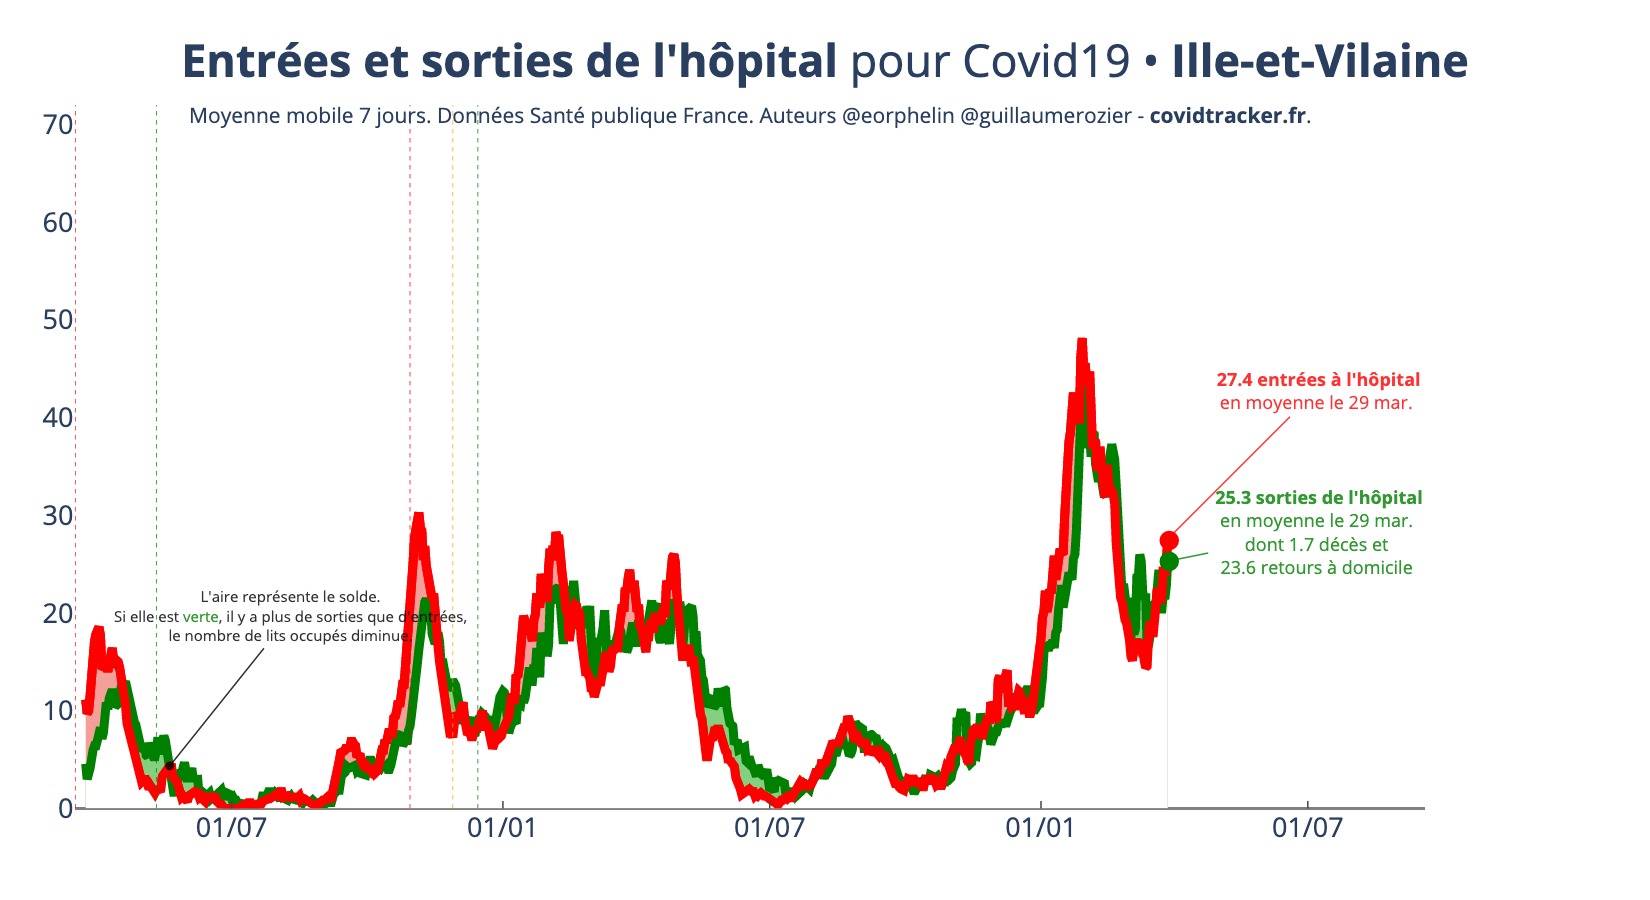 Entrées et sorties de l'hôpital pour Covid19 • Ille-et-Vilaine
Moyenne mobile 7 jours. Données Santé publique France. Auteurs @eorphelin @guillaumerozier - covidtracker.fr.
70
60
50
40
30
20
10
0
27.4 entrées à l'hôpital
en moyenne le 29 mar.
25.3 sorties de l'hôpital
en moyenne le 29 mar.
dont 1.7 décès et
23.6 retours à domicile
L'aire représente le solde.
Si elle est verte, il y a plus de sorties que d'entrées,
le nombre de lits occupés diminue.
01/07
01/01
01/07
01/01
01/07